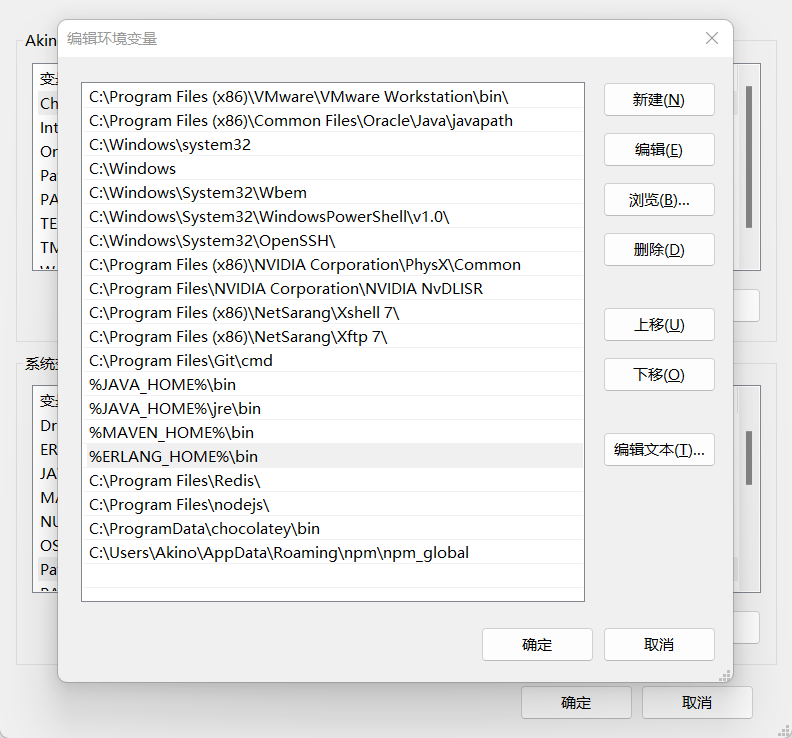 编辑环境变量
Akin
变
Ch
Int
Or
Pa
PA
TE
TM
系统
变
Dr
ER
JA
MA
NU
OS
Pa
C:\Program Files (x86)\VMware\VMware Workstation\bin\
C:\Program Files (x86)\Common Files\Oracle\Java\javapath
C:\Windows\system32
C:\Windows
C:\Windows\System32\Wbem
C:\Windows\System32\WindowsPowerShell\v1.0\
C:\Windows\System32\OpenSSH\
C:\Program Files (x86)\NVIDIA Corporation\PhysX\Common
C:\Program Files\NVIDIA Corporation\NVIDIA NvDLISR
C:\Program Files (x86)\NetSarang\Xshell 7\
C:\Program Files (x86)\NetSarang\Xftp 7\
C:\Program Files\Git\cmd
%JAVA_HOME%\bin
%JAVA_HOME%\jre\bin
%MAVEN_HOME%\bin
%ERLANG_HOME%\bin
C:\Program Files\Redis\
C:\Program Files\nodejs\
C:\ProgramData\chocolatey\bin
C:\Users\Akino\AppData\Roaming\npm\npm_global
新建(N)
编辑(E)
浏览(B)...
删除(D)
上移(U)
下移(O)
编辑文本(T)...
确定
取消
确定
取消